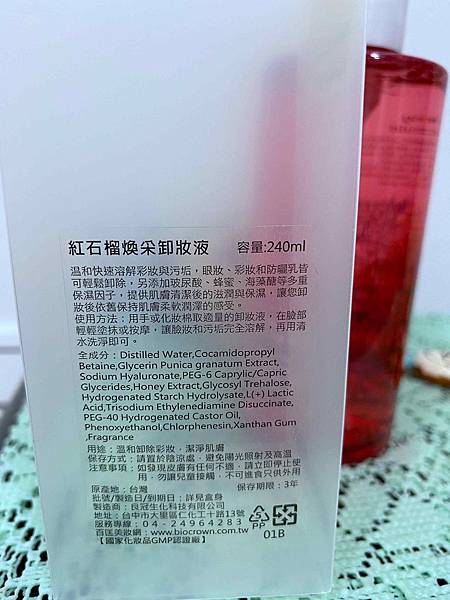 紅石榴煥采卸妝液 容量:240ml
溫和快速溶解彩妝與污垢，眼妝、彩妝和防曬乳皆
可輕鬆卸除，另添加玻尿酸、蜂蜜、海藻醣等多重
保濕因子，提供肌膚清潔後的滋潤與保濕，讓您卸
妝後依舊保持肌膚柔軟潤澤的感受。
使用方法：用手或化妝棉取適量的卸妝液，在臉部
輕輕塗抹或按摩，讓臉妝和污垢完全溶解，再用清
水洗淨即可。
全成分：Distilled Water,Cocamidopropyl
Betaine,Glycerin Punica granatum Extract,
Sodium Hyaluronate,PEG-6 Caprylic/Capric
Glycerides,Honey Extract,Glycosyl Trehalose,
Hydrogenated Starch Hydrolysate,L(+) Lactic
Acid,Trisodium Ethylenediamine Disuccinate,
PEG-40 Hydrogenated Castor Oil,
Phenoxyethanol,Chlorphenesin,Xanthan Gum
,Fragrance
用途：溫和卸除彩妝，潔淨肌膚
保存方式：請置於陰涼處，避免陽光照射及高溫
注意事項：如發現皮膚有任何不適，請立即停止使
用，勿讓兒童接觸，不可進食只供外用
原產地：台灣 保存期限：3年
批號/製造日/到期日：詳見盒身
製造商：良冠生化科技有限公司
地址：台中市大里區仁化工十路13號
服務專線：04-24964283
百匡美妝網：www.biocrown.com.tw
【國家化妝品GMP認證廠】
5
PP
01B